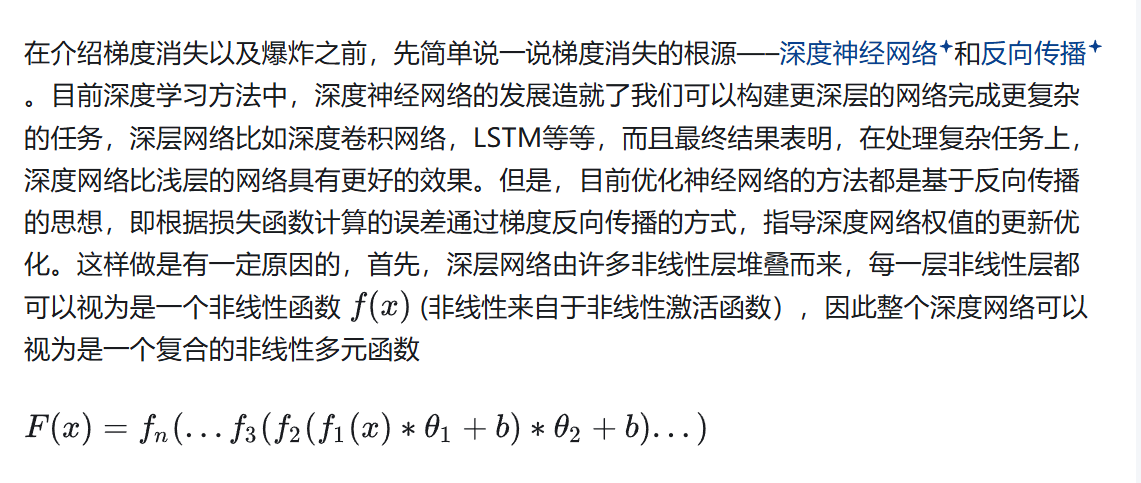 在介绍梯度消失以及爆炸之前，先简单说一说梯度消失的根源—–深度神经网络和反向传播
。目前深度学习方法中，深度神经网络的发展造就了我们可以构建更深层的网络完成更复杂
的任务，深层网络比如深度卷积网络，LSTM等等，而且最终结果表明，在处理复杂任务上，
深度网络比浅层的网络具有更好的效果。但是，目前优化神经网络的方法都是基于反向传播
的思想，即根据损失函数计算的误差通过梯度反向传播的方式，指导深度网络权值的更新优
化。这样做是有一定原因的，首先，深层网络由许多非线性层堆叠而来，每一层非线性层都
可以视为是一个非线性函数 f(x) (非线性来自于非线性激活函数），因此整个深度网络可以
视为是一个复合的非线性多元函数
F(x) = fₙ(…f₃(f₂(f₁(x) ∗ θ₁ + b) ∗ θ₂ + b)…)